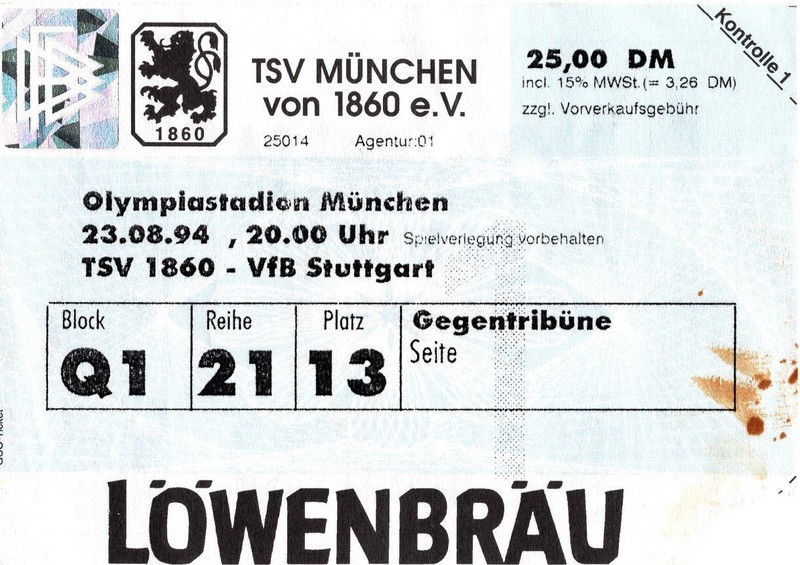 DFB
1860
TSV MÜNCHEN
von 1860 e.V.
25014 Agentur:01
25,00 DM
incl. 15% MWSt.(= 3,26 DM)
zzgl. Vorverkaufsgebühr
Kontrolle 1
Olympiastadion München
23.08.94 , 20.00 Uhr Spielverlegung vorbehalten
TSV 1860 - VfB Stuttgart
Block Reihe Platz Gegentribüne
Q1 21 13 Seite
LÖWENBRÄU